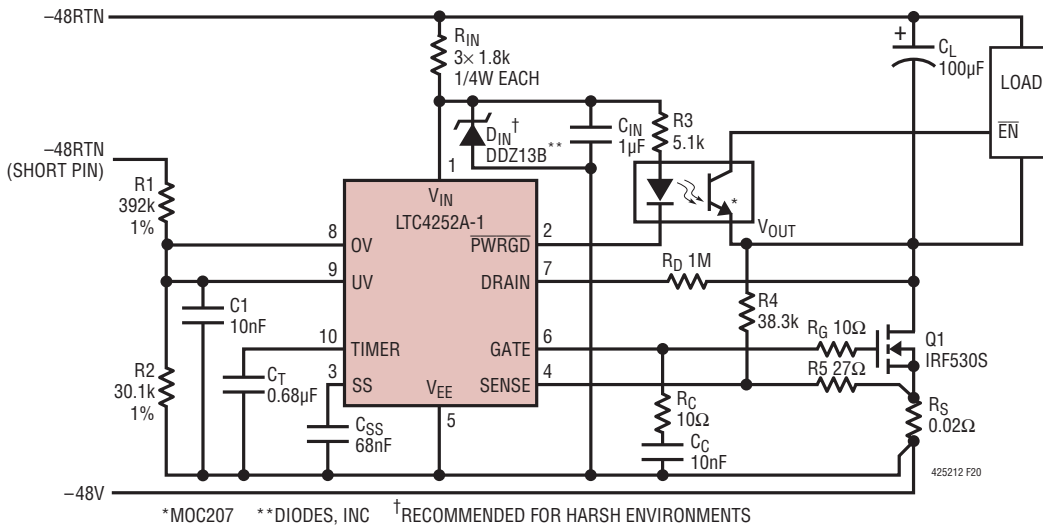 –48RTN
RIN
3× 1.8k
1/4W EACH
+
CL
100µF
LOAD
EN
DIN†
DDZ13B**
CIN
1µF
R3
5.1k
–48RTN
(SHORT PIN)
R1
392k
1%
1
VIN
LTC4252A-1
*
VOUT
8
OV
PWRGD
2
9
UV
DRAIN
7
RD 1M
R4
38.3k
C1
10nF
10
TIMER
GATE
6
RG 10Ω
Q1
IRF530S
R2
30.1k
1%
CT
0.68µF
3
SS
VEE
SENSE
4
R5 27Ω
5
RC
10Ω
RS
0.02Ω
CSS
68nF
CC
10nF
425212 F20
–48V
*MOC207 **DIODES, INC †RECOMMENDED FOR HARSH ENVIRONMENTS